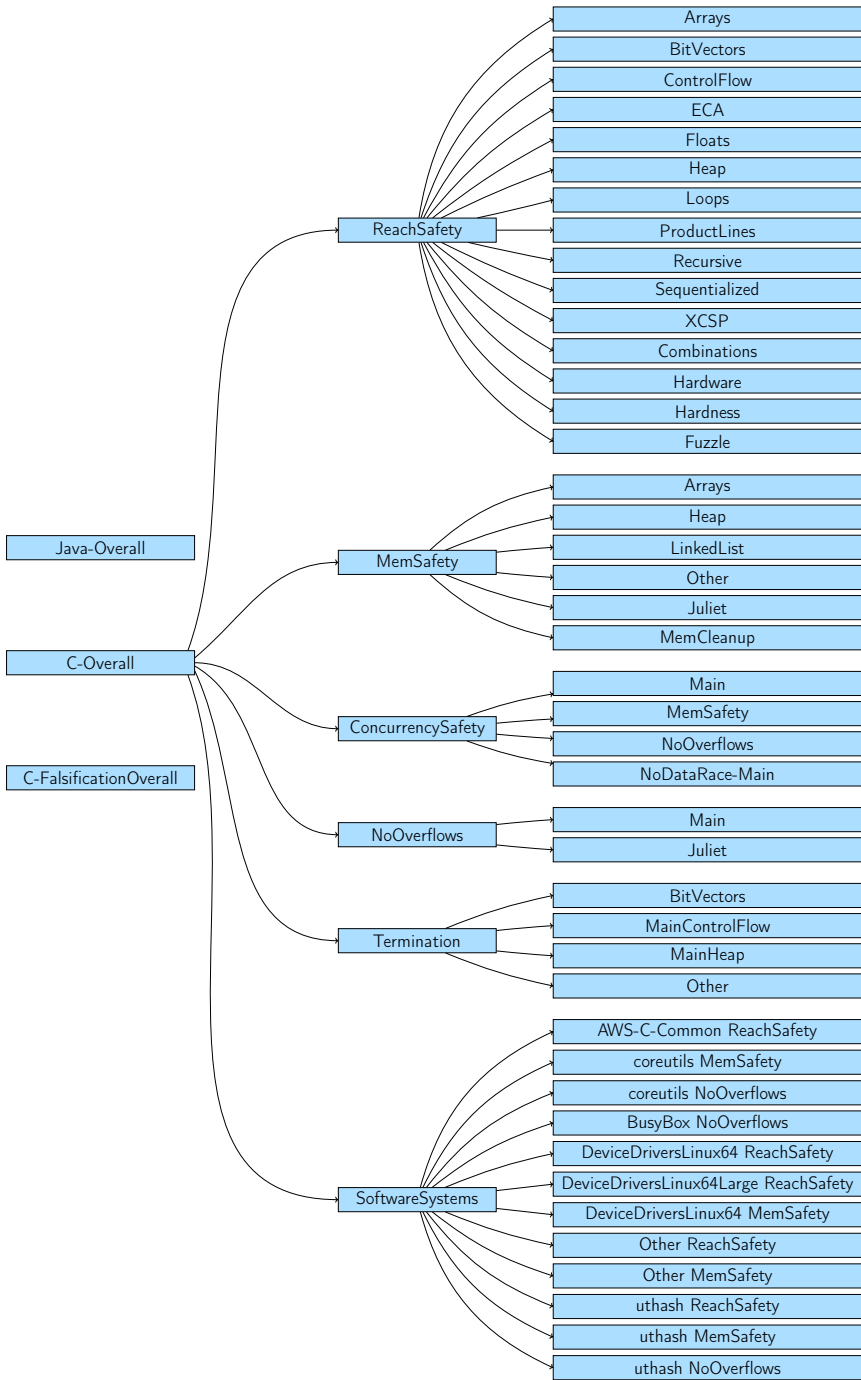 Java-Overall
C-Overall
C-FalsificationOverall
ReachSafety
Arrays
BitVectors
ControlFlow
ECA
Floats
Heap
Loops
ProductLines
Recursive
Sequentialized
XCSP
Combinations
Hardware
Hardness
Fuzzle
MemSafety
Arrays
Heap
LinkedList
Other
Juliet
MemCleanup
ConcurrencySafety
Main
MemSafety
NoOverflows
NoDataRace-Main
NoOverflows
Main
Juliet
Termination
BitVectors
MainControlFlow
MainHeap
Other
SoftwareSystems
AWS-C-Common ReachSafety
coreutils MemSafety
coreutils NoOverflows
BusyBox NoOverflows
DeviceDriversLinux64 ReachSafety
DeviceDriversLinux64Large ReachSafety
DeviceDriversLinux64 MemSafety
Other ReachSafety
Other MemSafety
uthash ReachSafety
uthash MemSafety
uthash NoOverflows